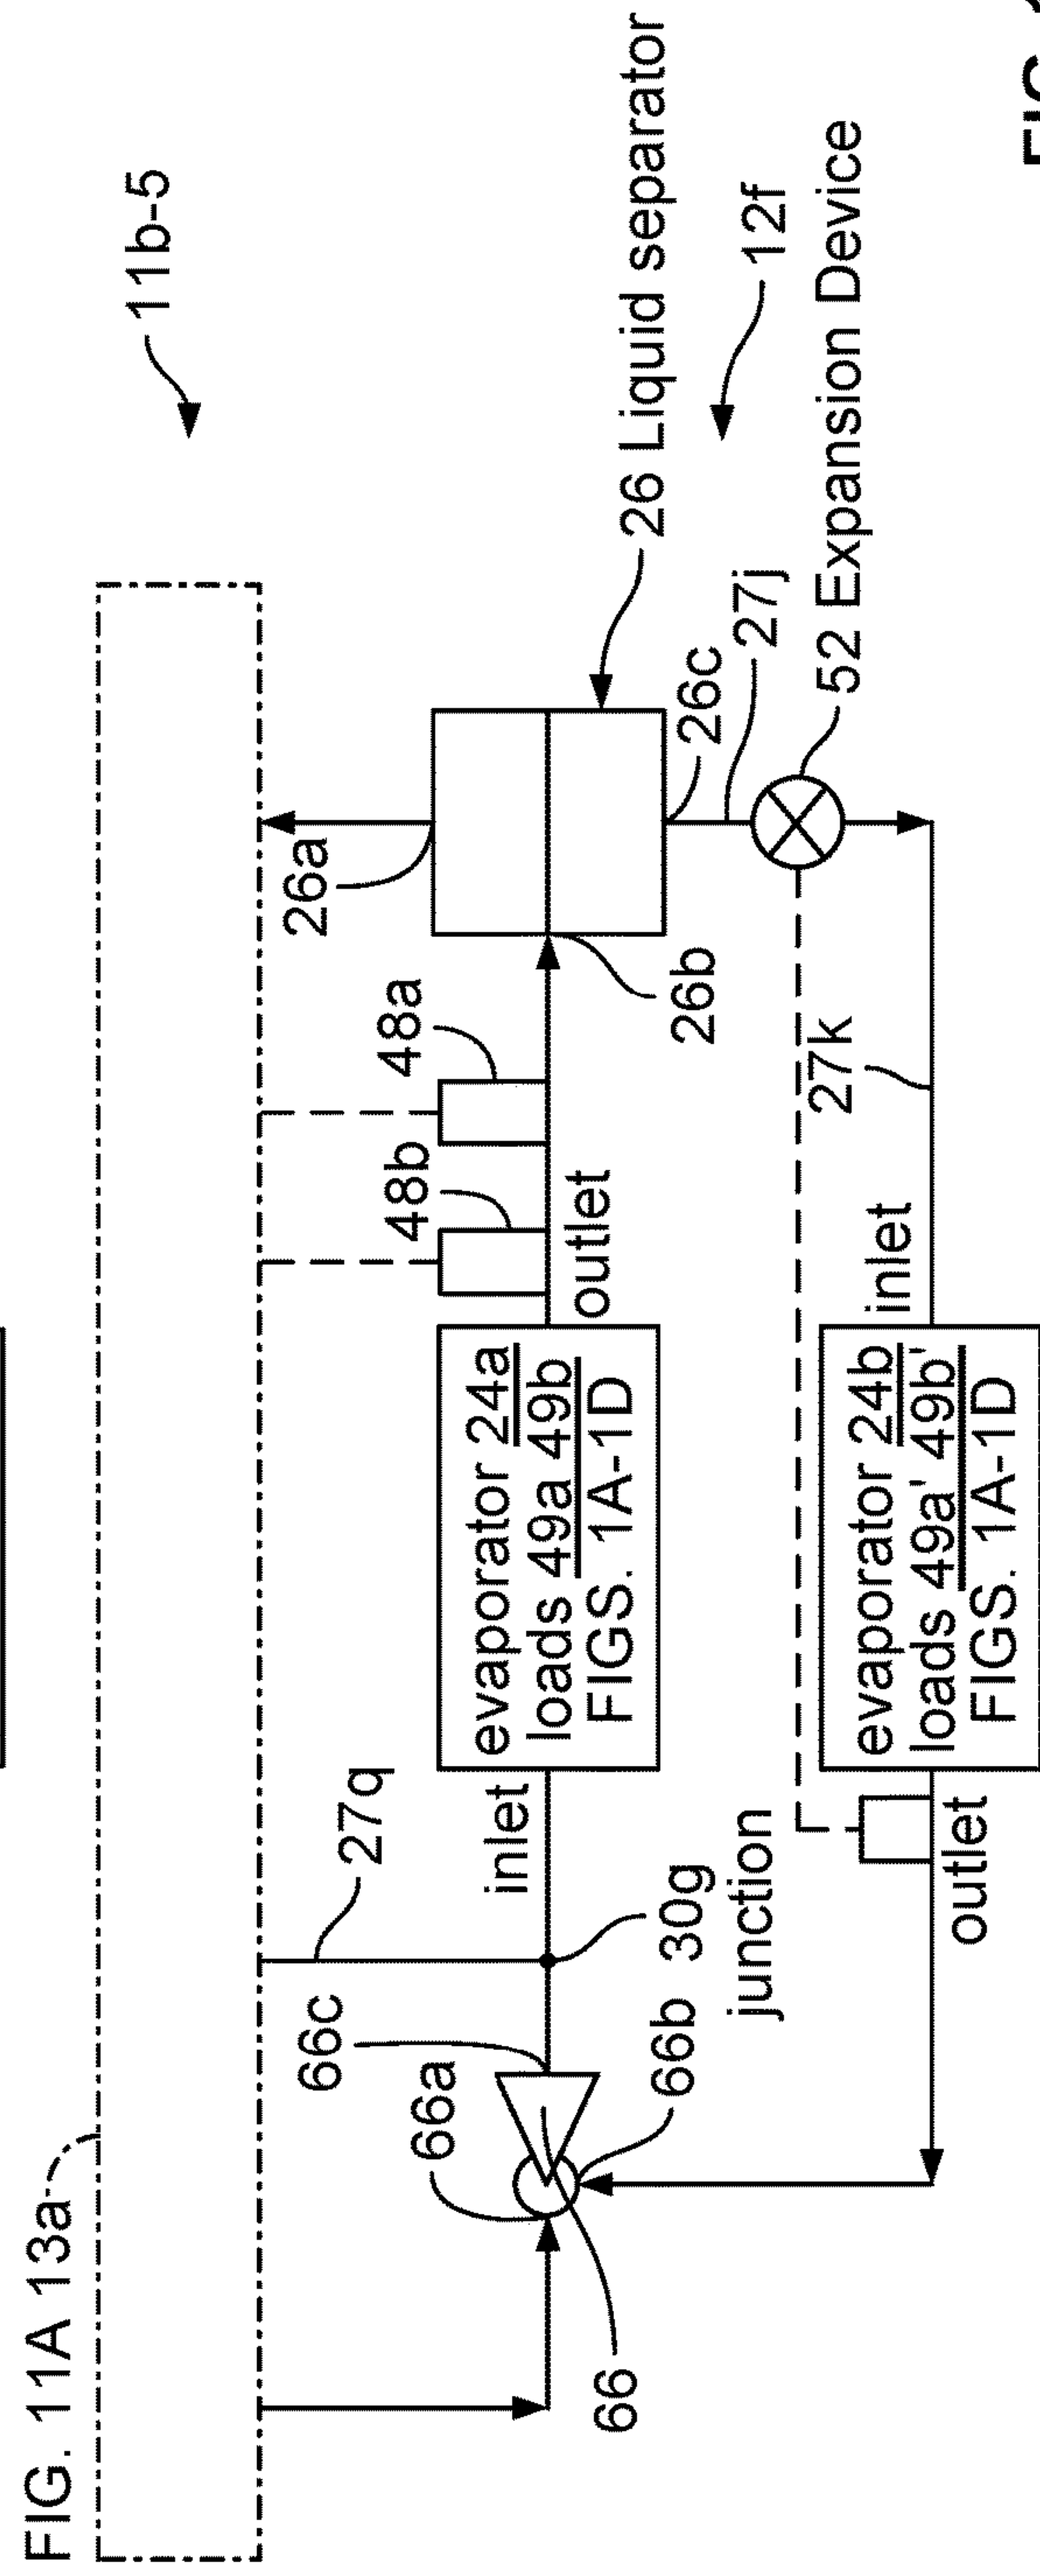 FIG. 11A 13a
11b-5
27q
26a
48b
48a
66c
66a
inlet
evaporator 24a
loads 49a 49b
FIGS. 1A-1D
outlet
26b
26 Liquid separator
26c
66
66b
30g
junction
27j
12f
27k
52 Expansion Device
outlet
evaporator 24b
loads 49a' 49b'
FIGS. 1A-1D
inlet